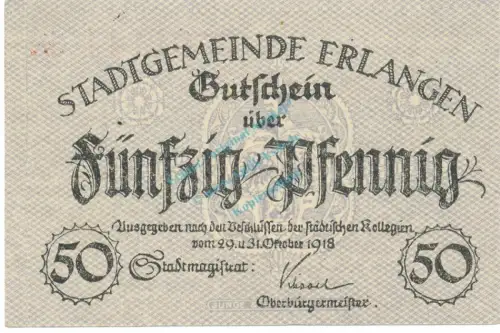 STADTGEMEINDE ERLANGEN
Gutschein
über
Fünfzig Pfennig
Ausgegeben nach den Beschlüssen der städtischen Kollegien
vom 29. u. 31. Oktober 1918
50 Stadtmagistrat: 50
Oberbürgermeister.